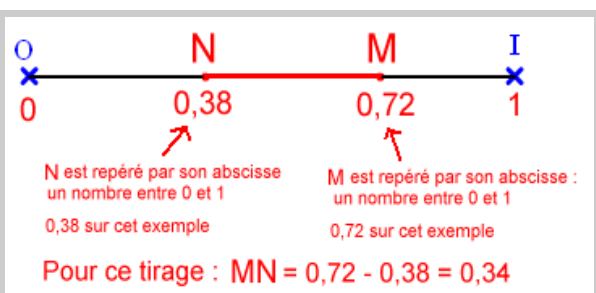 O N M I
0 0,38 0,72 1
N est repéré par son abscisse
un nombre entre 0 et 1
0,38 sur cet exemple
M est repéré par son abscisse :
un nombre entre 0 et 1
0,72 sur cet exemple
Pour ce tirage : MN = 0,72 - 0,38 = 0,34